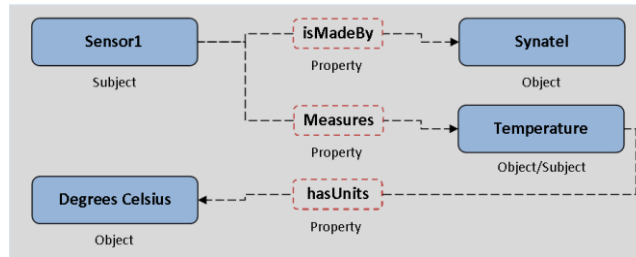 Sensor1
isMadeBy
Synatel
Subject
Property
Object
Measures
Temperature
Property
Object/Subject
Degrees Celsius
hasUnits
Object
Property